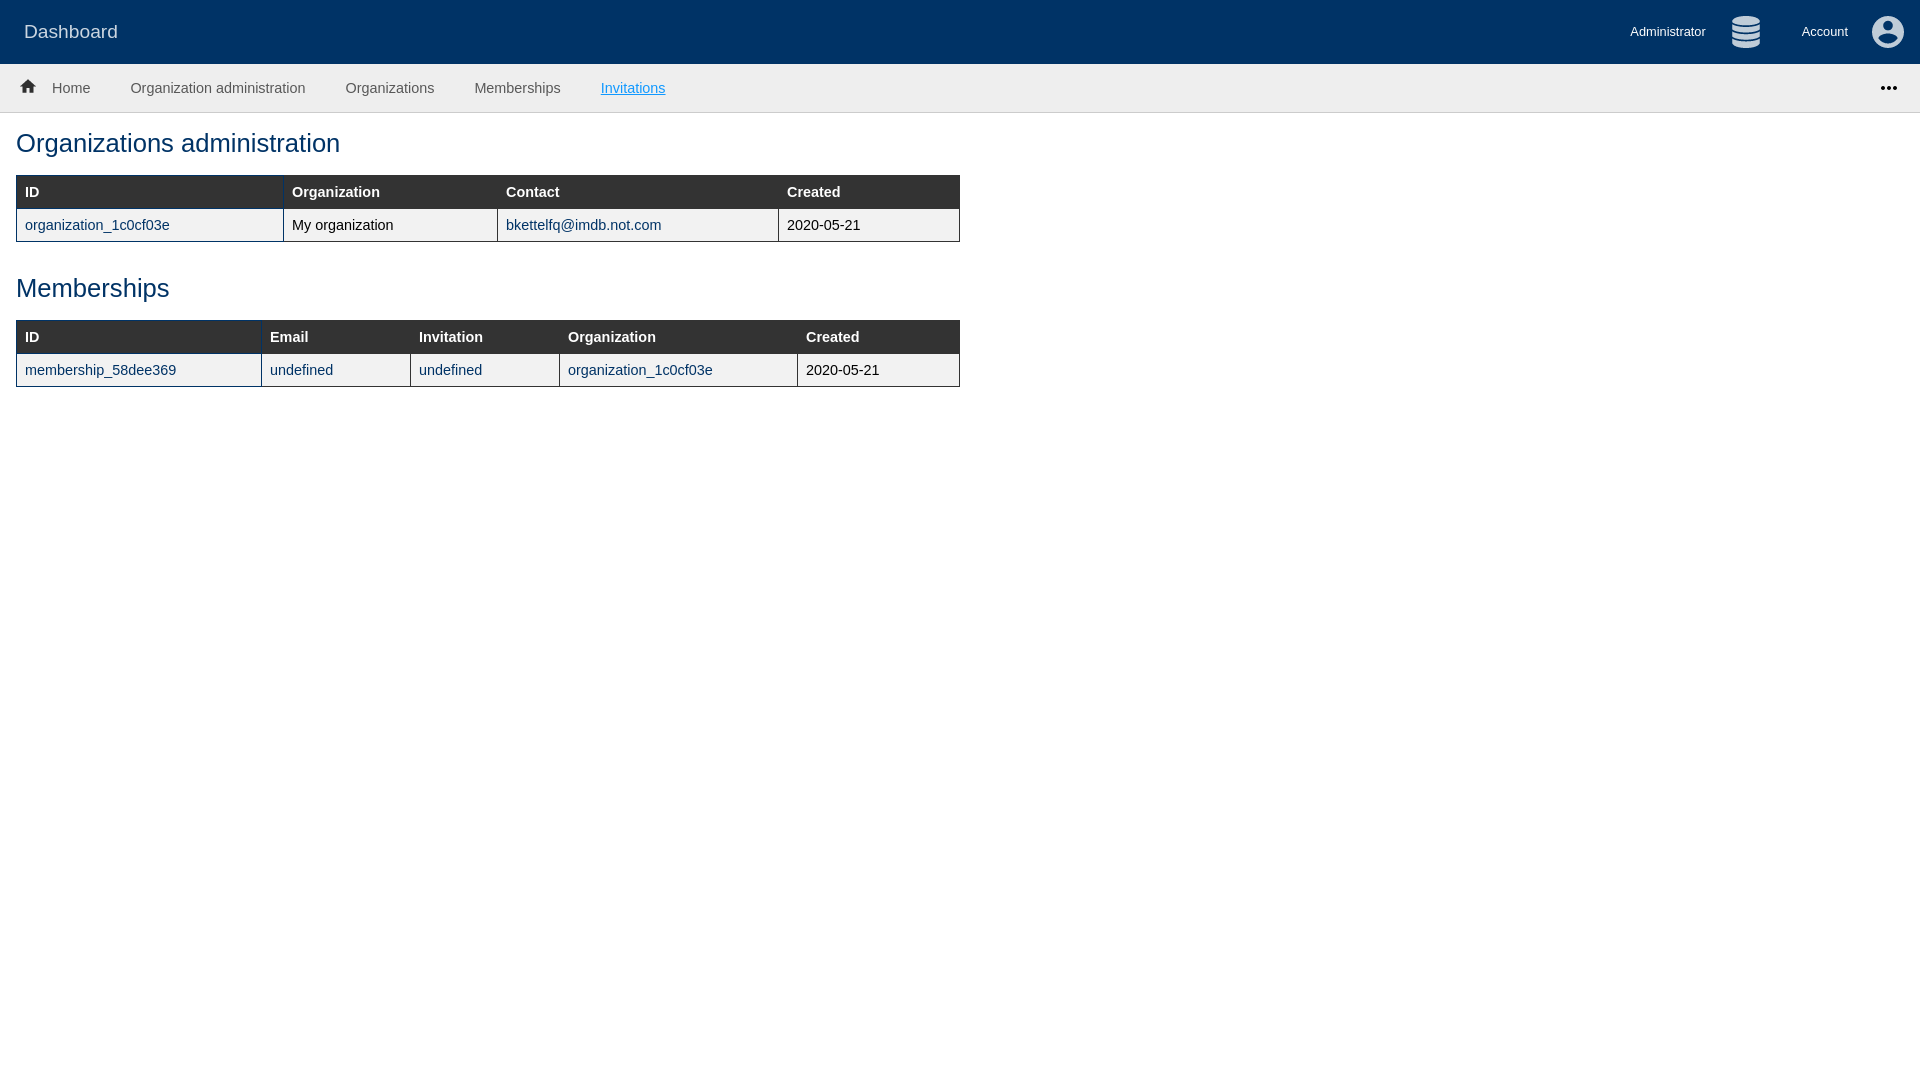 Dashboard
Administrator
Account
Home
Organization administration
Organizations
Memberships
Invitations
Organizations administration
ID Organization Contact Created
organization_1c0cf03e My organization bkettelfq@imdb.not.com 2020-05-21
Memberships
ID Email Invitation Organization Created
membership_58dee369 undefined undefined organization_1c0cf03e 2020-05-21